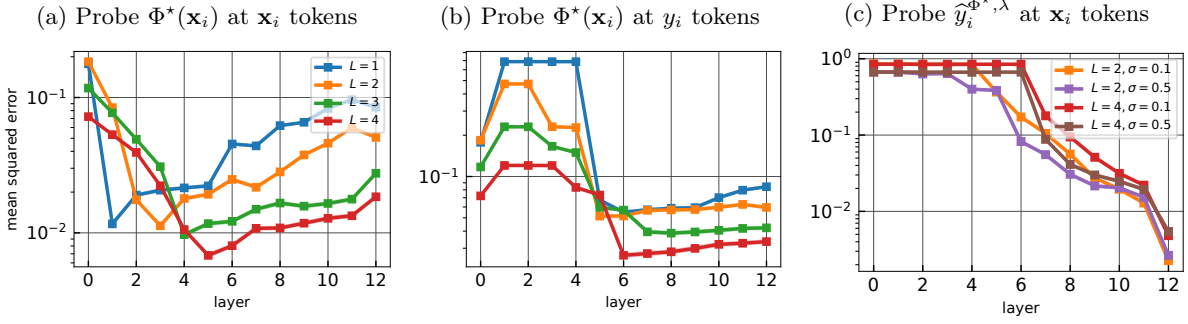 (a) Probe Φ⋆(x_i) at x_i tokens
10⁻¹
10⁻²
mean squared error
L = 1
L = 2
L = 3
L = 4
0 2 4 6 8 10 12
layer
(b) Probe Φ⋆(x_i) at y_i tokens
10⁻¹
0 2 4 6 8 10 12
layer
(c) Probe ŷ_i^{Φ⋆,λ} at x_i tokens
10⁰
10⁻¹
10⁻²
L = 2, σ = 0.1
L = 2, σ = 0.5
L = 4, σ = 0.1
L = 4, σ = 0.5
0 2 4 6 8 10 12
layer